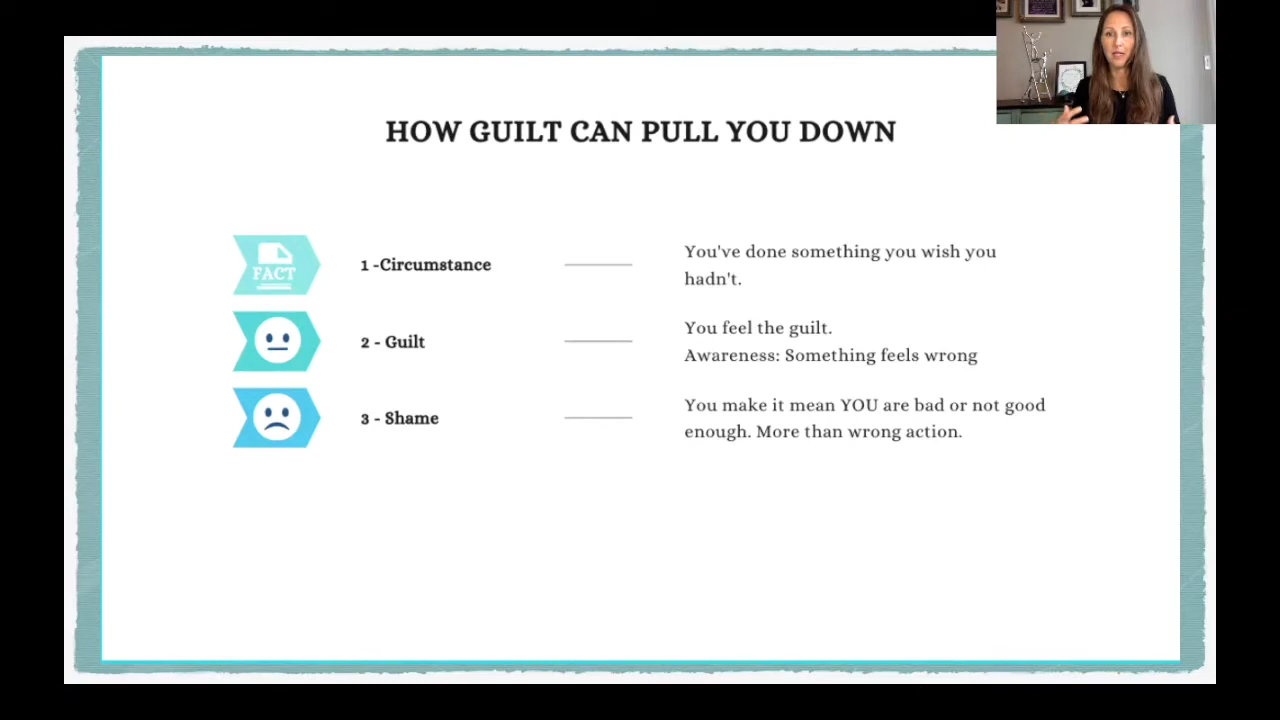 HOW GUILT CAN PULL YOU DOWN
FACT
1 -Circumstance
You've done something you wish you
hadn't.
2 - Guilt
You feel the guilt.
Awareness: Something feels wrong
3 - Shame
You make it mean YOU are bad or not good
enough. More than wrong action.